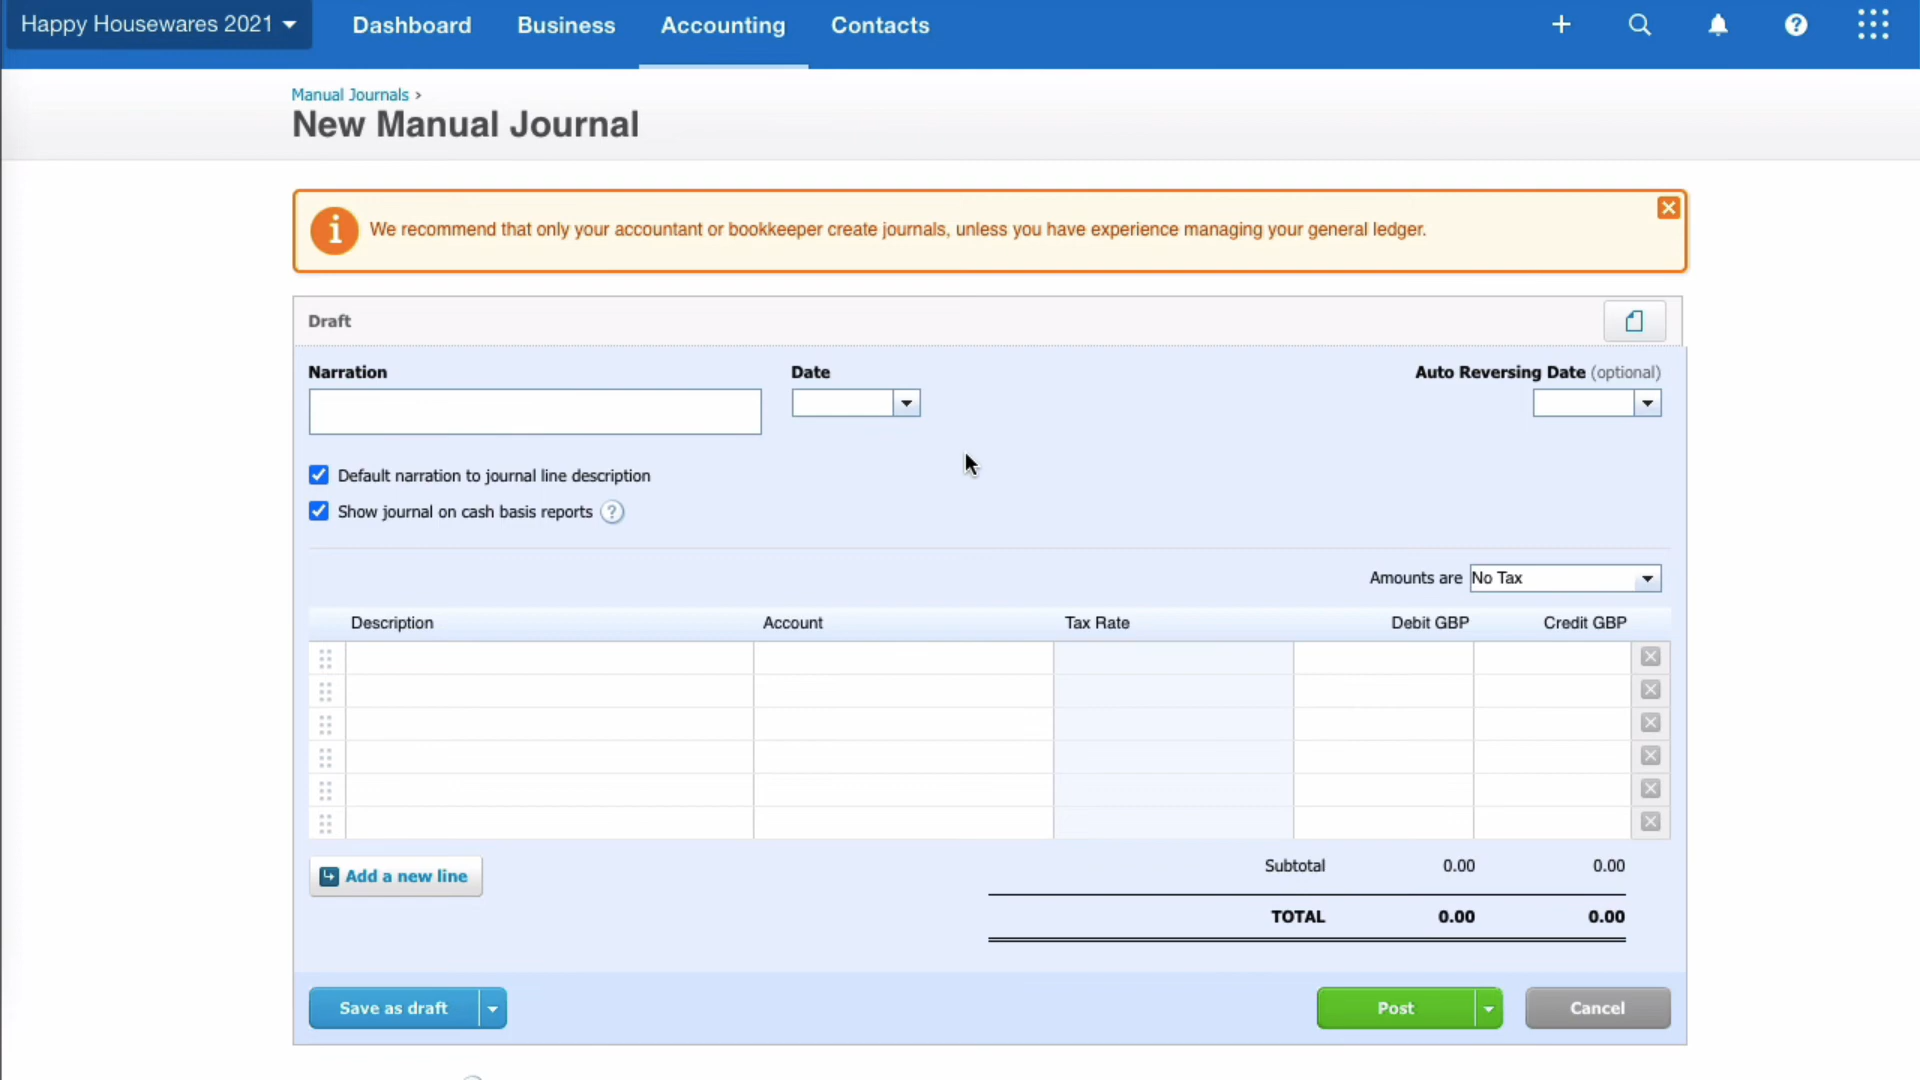 Happy Housewares 2021
Dashboard
Business
Accounting
Contacts
Manual Journals ›
New Manual Journal
We recommend that only your accountant or bookkeeper create journals, unless you have experience managing your general ledger.
Draft
Narration
Date
Auto Reversing Date (optional)
Default narration to journal line description
Show journal on cash basis reports ?
Amounts are No Tax
Description Account Tax Rate Debit GBP Credit GBP
Add a new line
Subtotal 0.00 0.00
TOTAL 0.00 0.00
Save as draft
Post
Cancel